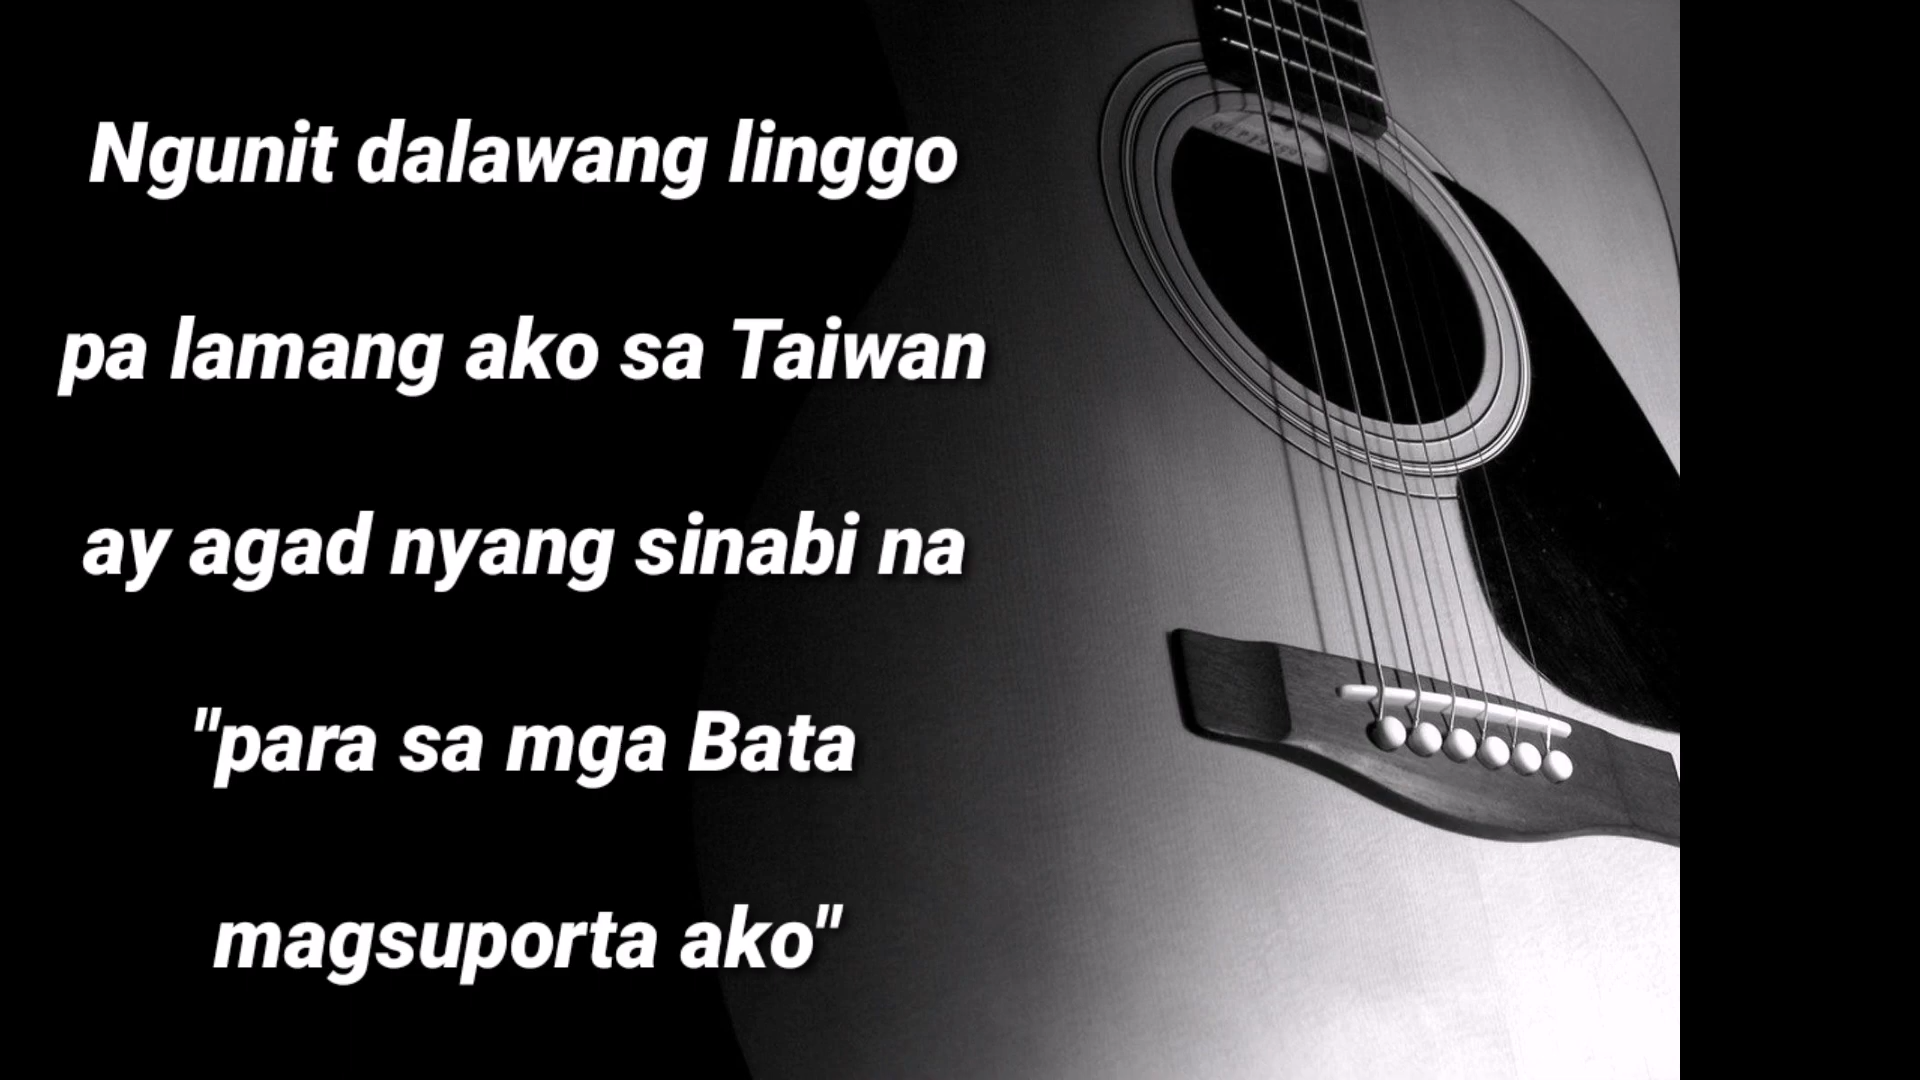 Ngunit dalawang linggo
pa lamang ako sa Taiwan
ay agad nyang sinabi na
"para sa mga Bata
magsuporta ako"